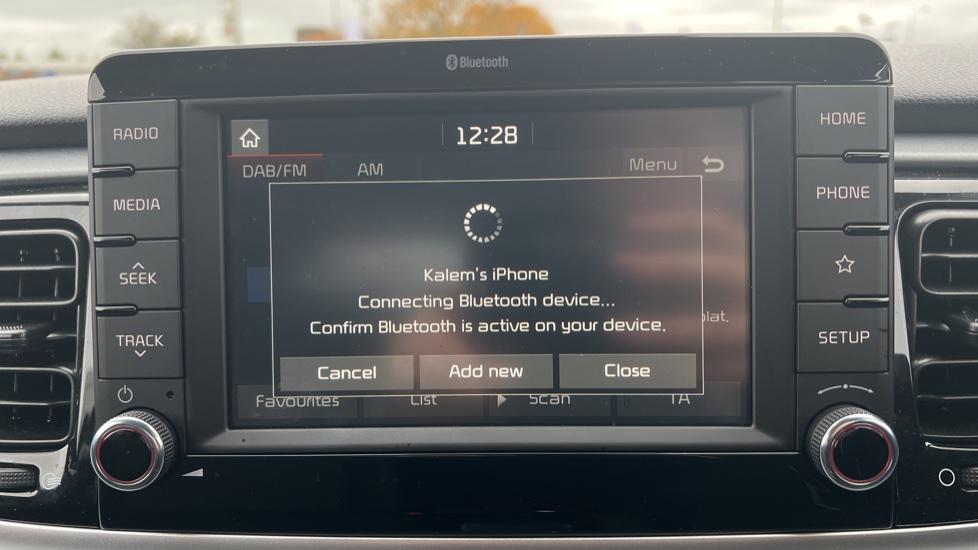 Bluetooth
RADIO
MEDIA
SEEK
TRACK
12:28
DAB/FM AM Menu
Kalem's iPhone
Connecting Bluetooth device...
Confirm Bluetooth is active on your device.
plat.
Cancel Add new Close
Favourites List Scan TA
HOME
PHONE
SETUP